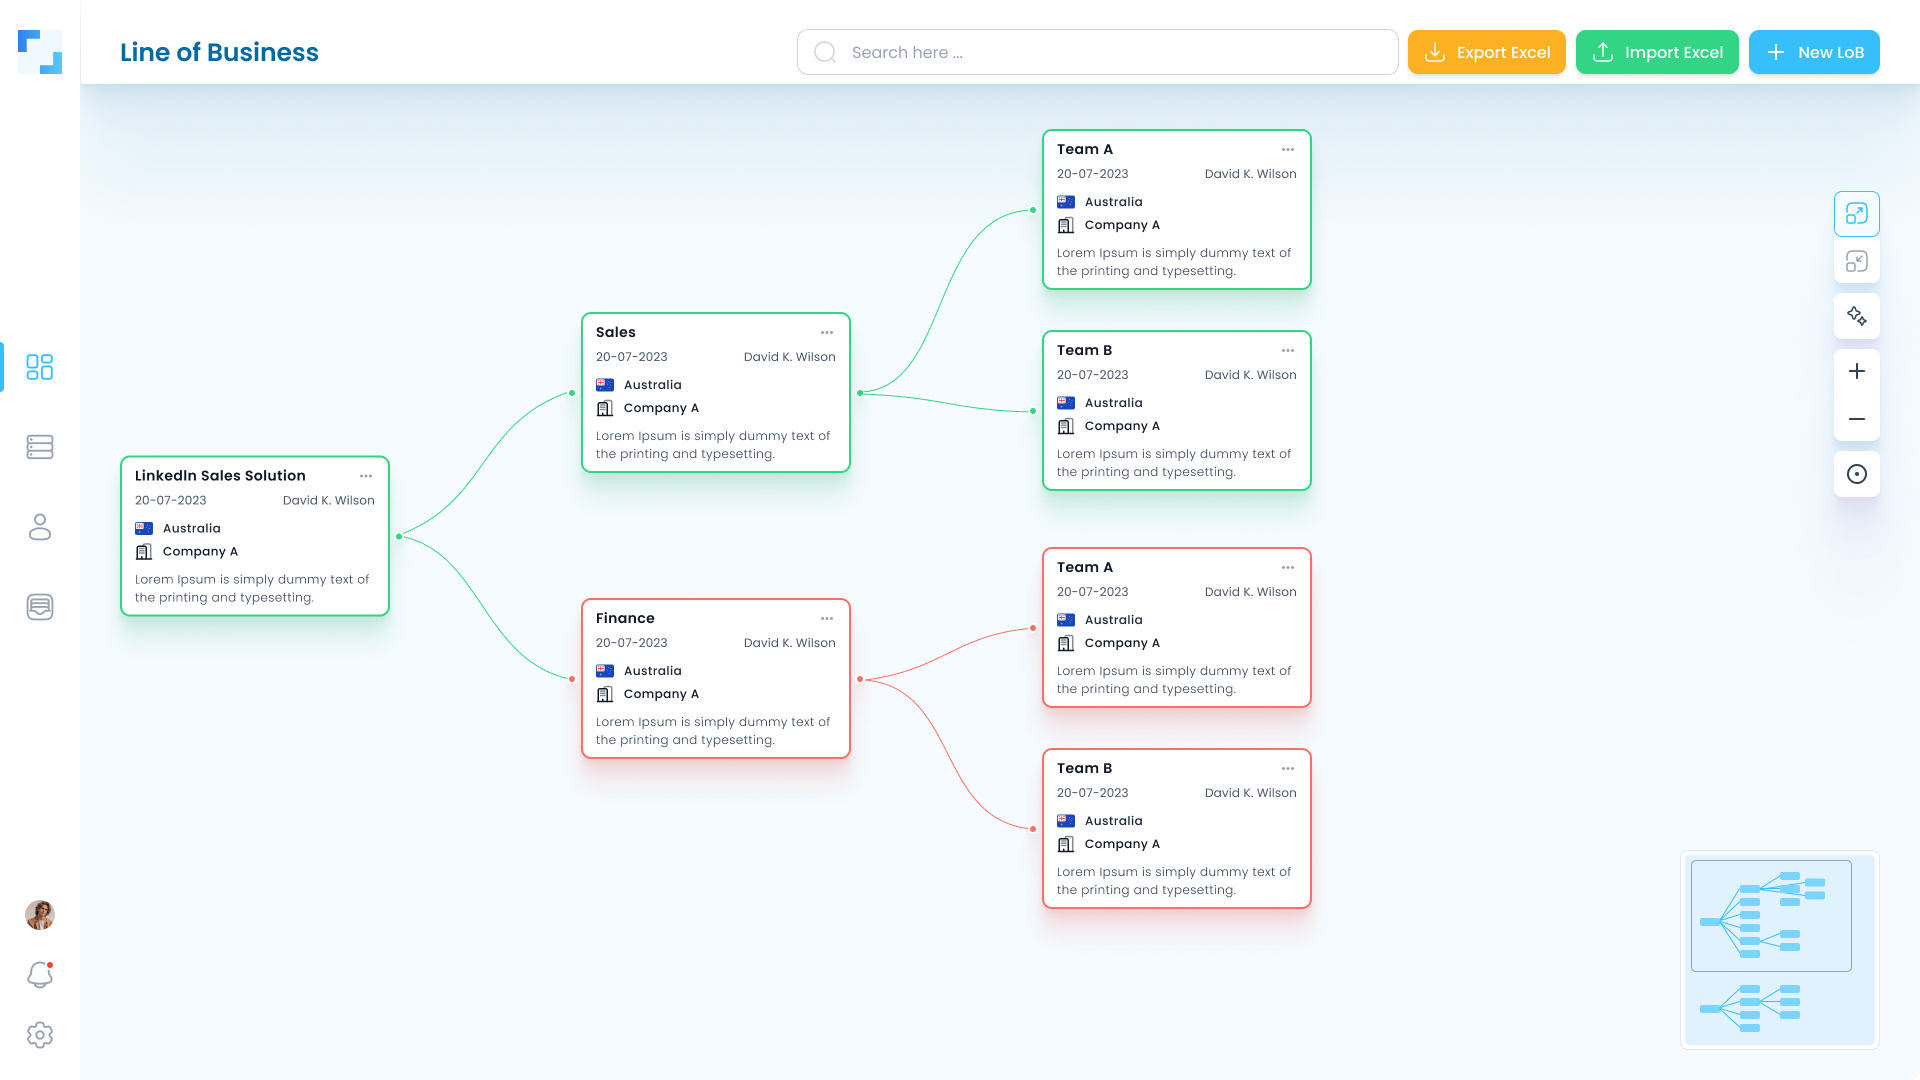 Line of Business
Search here ...
Export Excel
Import Excel
New LoB
LinkedIn Sales Solution
20-07-2023 David K. Wilson
Australia
Company A
Lorem Ipsum is simply dummy text of
the printing and typesetting.
Sales
20-07-2023 David K. Wilson
Australia
Company A
Lorem Ipsum is simply dummy text of
the printing and typesetting.
Finance
20-07-2023 David K. Wilson
Australia
Company A
Lorem Ipsum is simply dummy text of
the printing and typesetting.
Team A
20-07-2023 David K. Wilson
Australia
Company A
Lorem Ipsum is simply dummy text of
the printing and typesetting.
Team B
20-07-2023 David K. Wilson
Australia
Company A
Lorem Ipsum is simply dummy text of
the printing and typesetting.
Team A
20-07-2023 David K. Wilson
Australia
Company A
Lorem Ipsum is simply dummy text of
the printing and typesetting.
Team B
20-07-2023 David K. Wilson
Australia
Company A
Lorem Ipsum is simply dummy text of
the printing and typesetting.